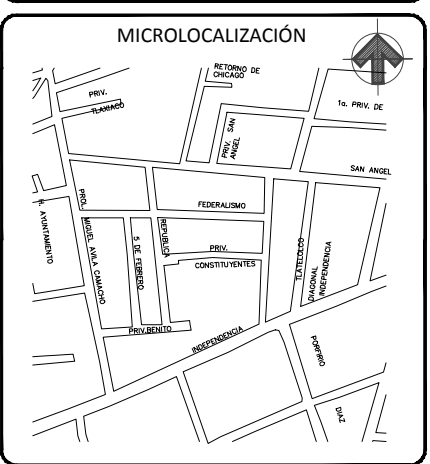 MICROLOCALIZACIÓN
RETORNO DE
CHICAGO
PRIV.
TLAXIACO
1a. PRIV. DE
PRIV. SAN
ANGEL
SAN ANGEL
PROL.
MIGUEL AVILA CAMACHO
H. AYUNTAMIENTO
5 DE FEBRERO
REPUBLICA
FEDERALISMO
PRIV.
CONSTITUYENTES
TLATELOLCO
DIAGONAL
INDEPENDENCIA
PRIV.BENITO
INDEPENDENCIA
PORFIRIO
DIAZ